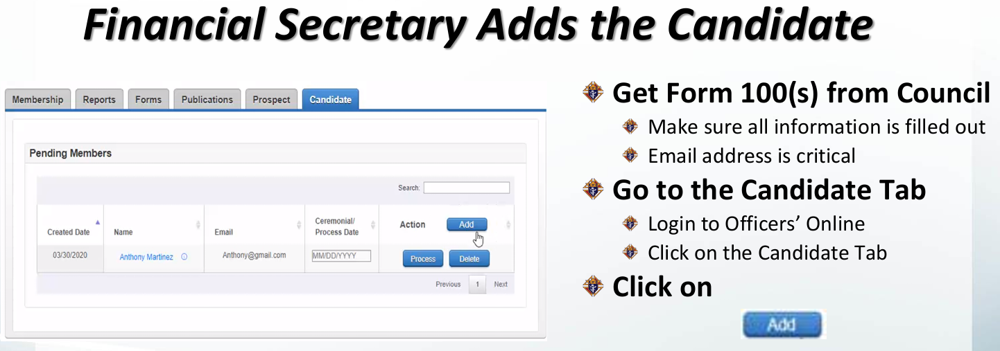 Financial Secretary Adds the Candidate
Membership Reports Forms Publications Prospect Candidate
Pending Members
Search:
Created Date Name Email Ceremonial/ Process Date Action Add
03/30/2020 Anthony Martinez Anthony@gmail.com MM/DD/YYYY Process Delete
Previous 1 Next
Get Form 100(s) from Council
Make sure all information is filled out
Email address is critical
Go to the Candidate Tab
Login to Officers’ Online
Click on the Candidate Tab
Click on
Add